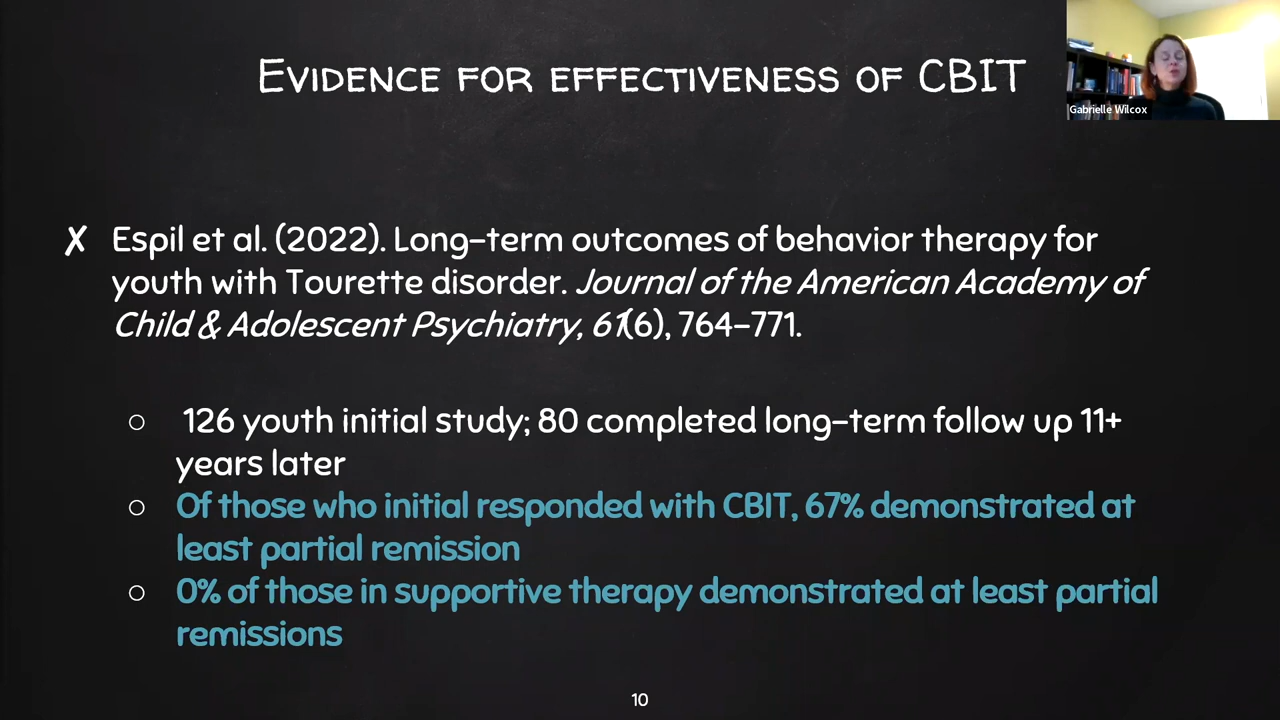 Evidence for effectiveness of CBIT
Gabrielle Wilcox
✗ Espil et al. (2022). Long-term outcomes of behavior therapy for
youth with Tourette disorder. Journal of the American Academy of
Child & Adolescent Psychiatry, 61(6), 764-771.
○ 126 youth initial study; 80 completed long-term follow up 11+
years later
○ Of those who initial responded with CBIT, 67% demonstrated at
least partial remission
○ 0% of those in supportive therapy demonstrated at least partial
remissions
10